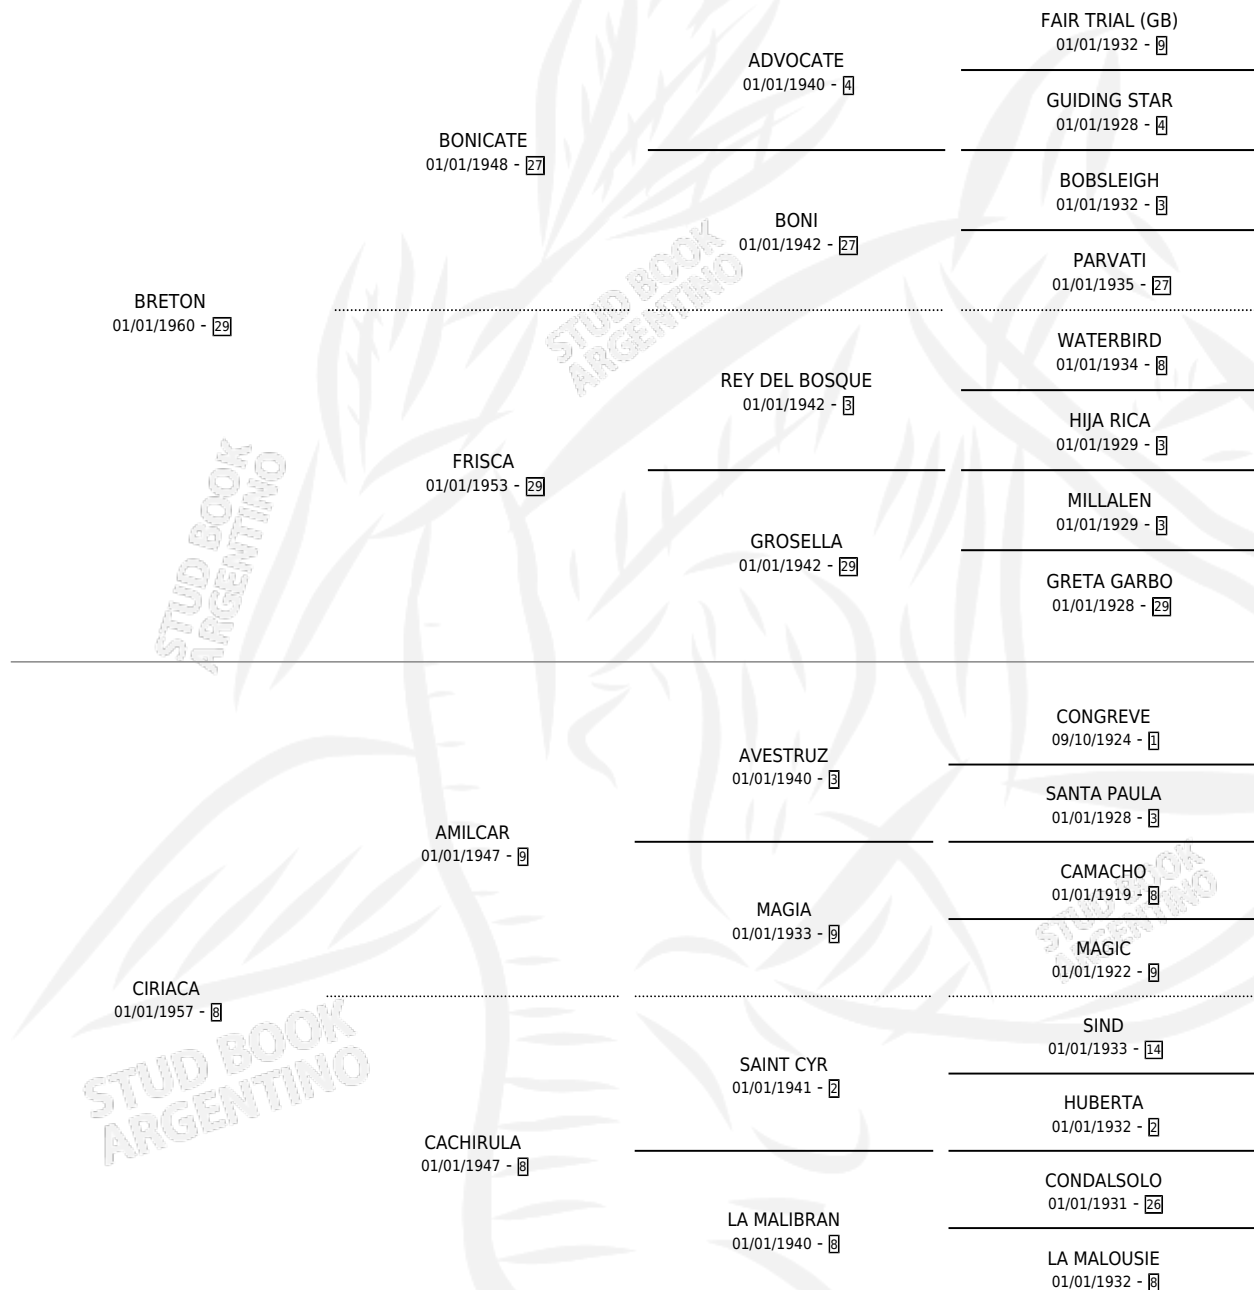 BRETON
01/01/1960 - 29
BONICATE
01/01/1948 - 27
FRISCA
01/01/1953 - 29
ADVOCATE
01/01/1940 - 4
BONI
01/01/1942 - 27
REY DEL BOSQUE
01/01/1942 - 3
GROSELLA
01/01/1942 - 29
FAIR TRIAL (GB)
01/01/1932 - 9
GUIDING STAR
01/01/1928 - 4
BOBSLEIGH
01/01/1932 - 3
PARVATI
01/01/1935 - 27
WATERBIRD
01/01/1934 - 8
HIJA RICA
01/01/1929 - 3
MILLALEN
01/01/1929 - 3
GRETA GARBO
01/01/1928 - 29
STUD BOOK
ARGENTINO
STUD BOOK
ARGENTINO
CIRIACA
01/01/1957 - 8
AMILCAR
01/01/1947 - 9
CACHIRULA
01/01/1947 - 8
AVESTRUZ
01/01/1940 - 3
MAGIA
01/01/1933 - 9
SAINT CYR
01/01/1941 - 2
LA MALIBRAN
01/01/1940 - 8
CONGREVE
09/10/1924 - 1
SANTA PAULA
01/01/1928 - 3
CAMACHO
01/01/1919 - 8
MAGIC
01/01/1922 - 9
SIND
01/01/1933 - 14
HUBERTA
01/01/1932 - 2
CONDALSOLO
01/01/1931 - 26
LA MALOUSIE
01/01/1932 - 8
STUD BOOK
ARGENTINO
STUD BOOK
ARGENTINO